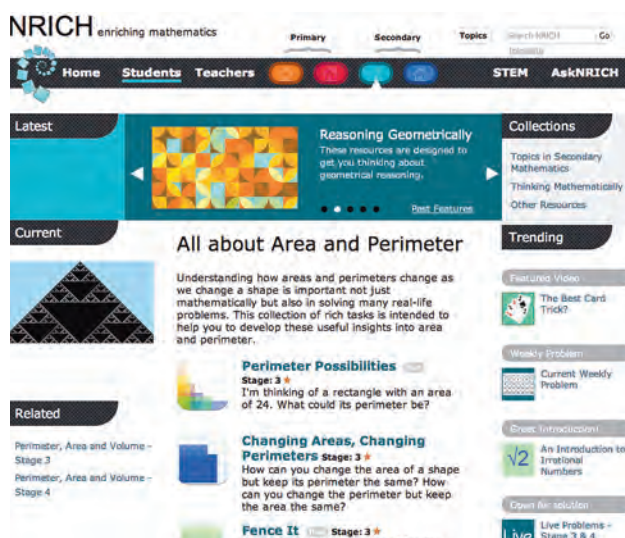 NRICH enriching mathematics
Primary
Secondary
Topics
Search NRICH
Go
Home
Students
Teachers
STEM
AskNRICH
Latest
Reasoning Geometrically
These resources are designed to
get you thinking about
geometrical reasoning.
Past Features
Collections
Topics in Secondary
Mathematics
Thinking Mathematically
Other Resources
Current
All about Area and Perimeter
Understanding how areas and perimeters change as
we change a shape is important not just
mathematically but also in solving many real-life
problems. This collection of rich tasks is intended to
help you to develop these useful insights into area
and perimeter.
Perimeter Possibilities
Stage: 3
I'm thinking of a rectangle with an area
of 24. What could its perimeter be?
Changing Areas, Changing
Perimeters Stage: 3
How can you change the area of a shape
but keep its perimeter the same? How
can you change the perimeter but keep
the area the same?
Fence It Stage: 3
Related
Perimeter, Area and Volume -
Stage 3
Perimeter, Area and Volume -
Stage 4
Trending
Featured Video
The Best Card
Trick?
Weekly Problem
Current Weekly
Problem
Great Introduction!
√2
An Introduction to
Irrational
Numbers
Open for solution
Live
Live Problems -
Stage 3 & 4